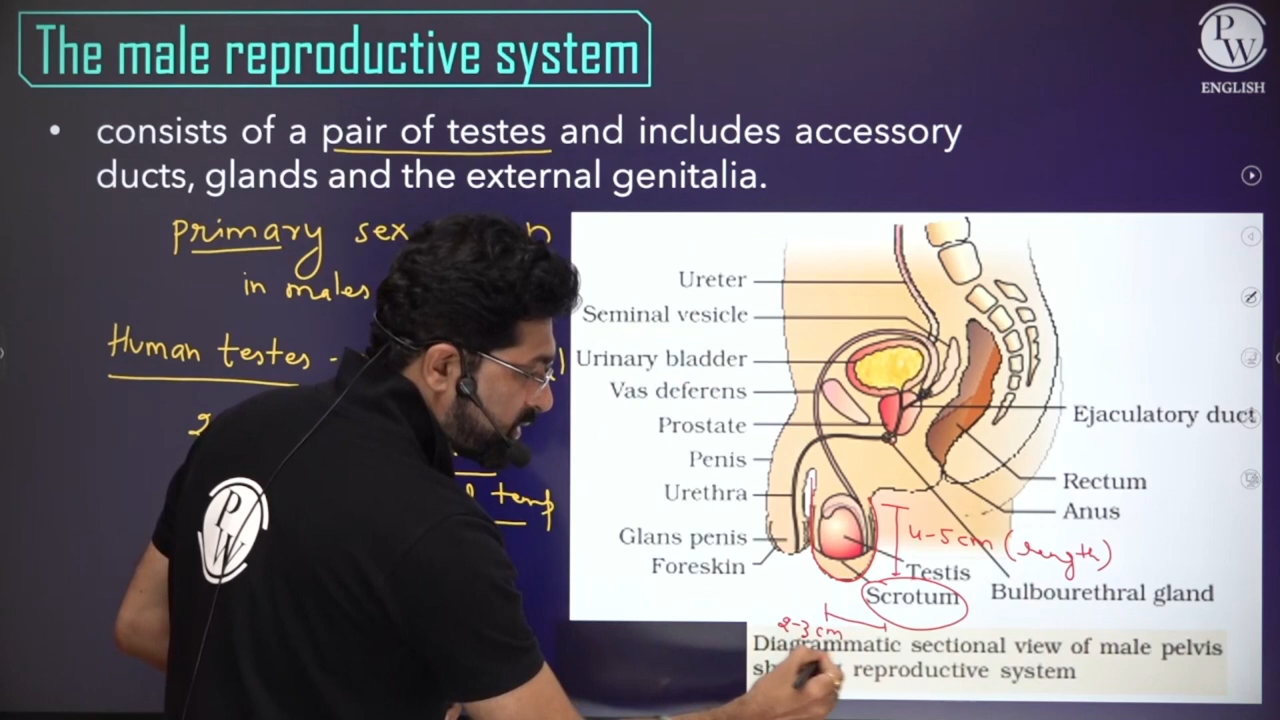 The male reproductive system
PW
ENGLISH
• consists of a pair of testes and includes accessory
ducts, glands and the external genitalia.
primary sex
in males
Human testes -
temp
Ureter
Seminal vesicle
Urinary bladder
Vas deferens
Prostate
Penis
Urethra
Glans penis
Foreskin
Ejaculatory duct
Rectum
Anus
4-5cm (length)
Testis
Scrotum
Bulbourethral gland
2-3 cm
Diagrammatic sectional view of male pelvis
reproductive system
PW